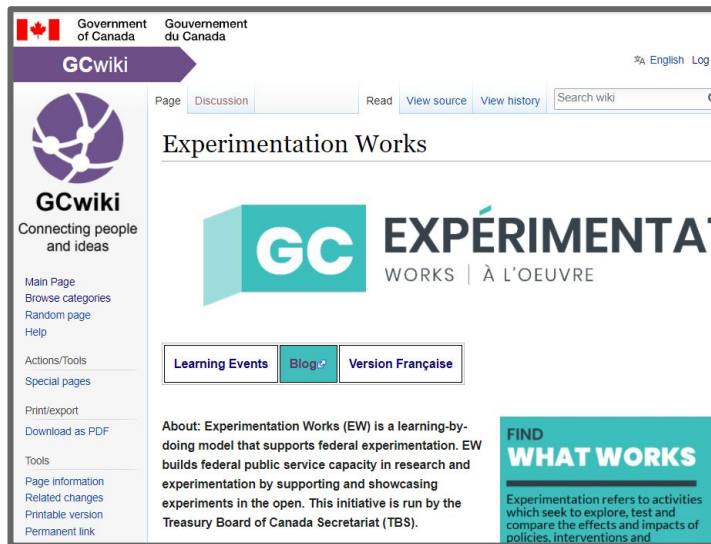 Government of Canada
Gouvernement du Canada
GCwiki
English Log
Page Discussion Read View source View history Search wiki
GCwiki
Connecting people
and ideas
Main Page
Browse categories
Random page
Help
Actions/Tools
Special pages
Print/export
Download as PDF
Tools
Page information
Related changes
Printable version
Permanent link
Experimentation Works
GC
EXPÉRIMENTAT
WORKS | À L'OEUVRE
Learning Events Blog Version Française
About: Experimentation Works (EW) is a learning-by-
doing model that supports federal experimentation. EW
builds federal public service capacity in research and
experimentation by supporting and showcasing
experiments in the open. This initiative is run by the
Treasury Board of Canada Secretariat (TBS).
FIND
WHAT WORKS
Experimentation refers to activities
which seek to explore, test and
compare the effects and impacts of
policies, interventions and